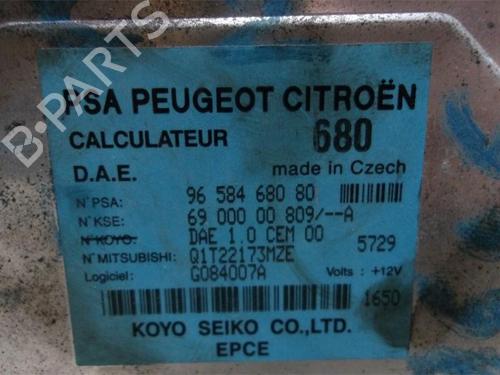 B-PARTS
PSA PEUGEOT CITROËN
CALCULATEUR 680
D.A.E. made in Czech
N°PSA: 96 584 680 80
N°KSE: 69 000 00 809/--A
N°KOYO: DAE 1.0 CEM 00 5729
N°MITSUBISHI: Q1T22173MZE
Logiciel: G084007A Volts : +12V
1650
KOYO SEIKO CO.,LTD.
EPCE